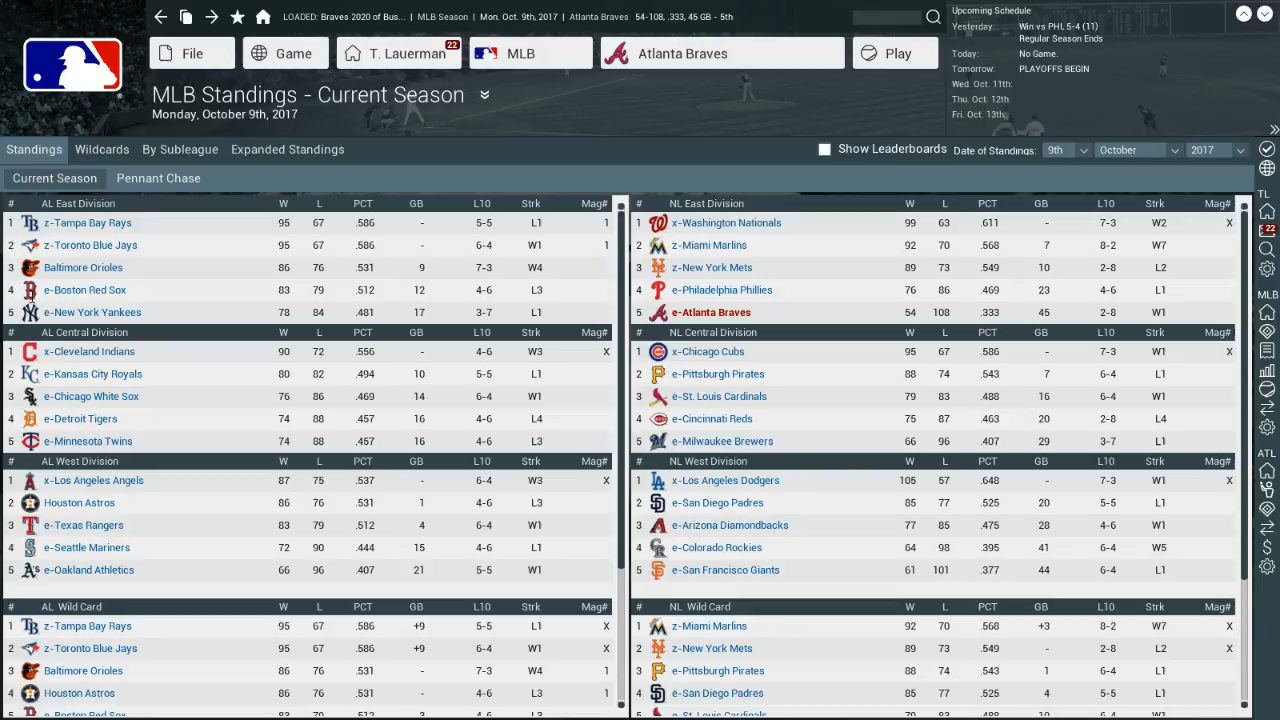 LOADED: Braves 2020 of Bus... | MLB Season | Mon. Oct. 9th, 2017 | Atlanta Braves 54-108, .333, 45 GB - 5th
Upcoming Schedule
Yesterday: Win vs PHI, 5-4 (11)
Regular Season Ends
Today: No Game.
Tomorrow: PLAYOFFS BEGIN
Wed. Oct. 11th:
Thu. Oct. 12th:
Fri. Oct. 13th:
File Game T. Lauerman 22 MLB Atlanta Braves Play
MLB Standings - Current Season
Monday, October 9th, 2017
Standings Wildcards By Subleague Expanded Standings Show Leaderboards Date of Standings: 9th October 2017
Current Season Pennant Chase
# AL East Division W L PCT GB L10 Strk Mag#
1 z-Tampa Bay Rays 95 67 .586 - 5-5 L1 1
2 z-Toronto Blue Jays 95 67 .586 - 6-4 W1 1
3 Baltimore Orioles 86 76 .531 9 7-3 W4
4 e-Boston Red Sox 83 79 .512 12 4-6 L3
5 e-New York Yankees 78 84 .481 17 3-7 L1
# AL Central Division W L PCT GB L10 Strk Mag#
1 x-Cleveland Indians 90 72 .556 - 4-6 W3 X
2 e-Kansas City Royals 80 82 .494 10 5-5 L1
3 e-Chicago White Sox 76 86 .469 14 6-4 W1
4 e-Detroit Tigers 74 88 .457 16 4-6 L4
5 e-Minnesota Twins 74 88 .457 16 4-6 L3
# AL West Division W L PCT GB L10 Strk Mag#
1 x-Los Angeles Angels 87 75 .537 - 6-4 W3 X
2 Houston Astros 86 76 .531 1 4-6 L3
3 e-Texas Rangers 83 79 .512 4 6-4 W1
4 e-Seattle Mariners 72 90 .444 15 4-6 L1
5 e-Oakland Athletics 66 96 .407 21 5-5 W1
# AL Wild Card W L PCT GB L10 Strk Mag#
1 z-Tampa Bay Rays 95 67 .586 +9 5-5 L1 X
2 z-Toronto Blue Jays 95 67 .586 +9 6-4 W1 X
3 Baltimore Orioles 86 76 .531 - 7-3 W4 1
4 Houston Astros 86 76 .531 - 4-6 L3 1
5 e-Boston Red Sox 83 79 .512 3 4-6 L3
# NL East Division W L PCT GB L10 Strk Mag#
1 x-Washington Nationals 99 63 .611 - 7-3 W2 X
2 z-Miami Marlins 92 70 .568 7 8-2 W7
3 z-New York Mets 89 73 .549 10 2-8 L2
4 e-Philadelphia Phillies 76 86 .469 23 4-6 L1
5 e-Atlanta Braves 54 108 .333 45 2-8 W1
# NL Central Division W L PCT GB L10 Strk Mag#
1 x-Chicago Cubs 95 67 .586 - 7-3 W1 X
2 e-Pittsburgh Pirates 88 74 .543 7 6-4 L1
3 e-St. Louis Cardinals 79 83 .488 16 6-4 W1
4 e-Cincinnati Reds 75 87 .463 20 2-8 L4
5 e-Milwaukee Brewers 66 96 .407 29 3-7 L1
# NL West Division W L PCT GB L10 Strk Mag#
1 x-Los Angeles Dodgers 105 57 .648 - 7-3 W1 X
2 e-San Diego Padres 85 77 .525 20 5-5 L1
3 e-Arizona Diamondbacks 77 85 .475 28 4-6 W1
4 e-Colorado Rockies 64 98 .395 41 6-4 W5
5 e-San Francisco Giants 61 101 .377 44 6-4 L1
# NL Wild Card W L PCT GB L10 Strk Mag#
1 z-Miami Marlins 92 70 .568 +3 8-2 W7 X
2 z-New York Mets 89 73 .549 - 2-8 L2 X
3 e-Pittsburgh Pirates 88 74 .543 1 6-4 L1
4 e-San Diego Padres 85 77 .525 4 5-5 L1
5 e-St. Louis Cardinals 79 83 .488 10 6-4 W1
TL
22
MLB
ATL